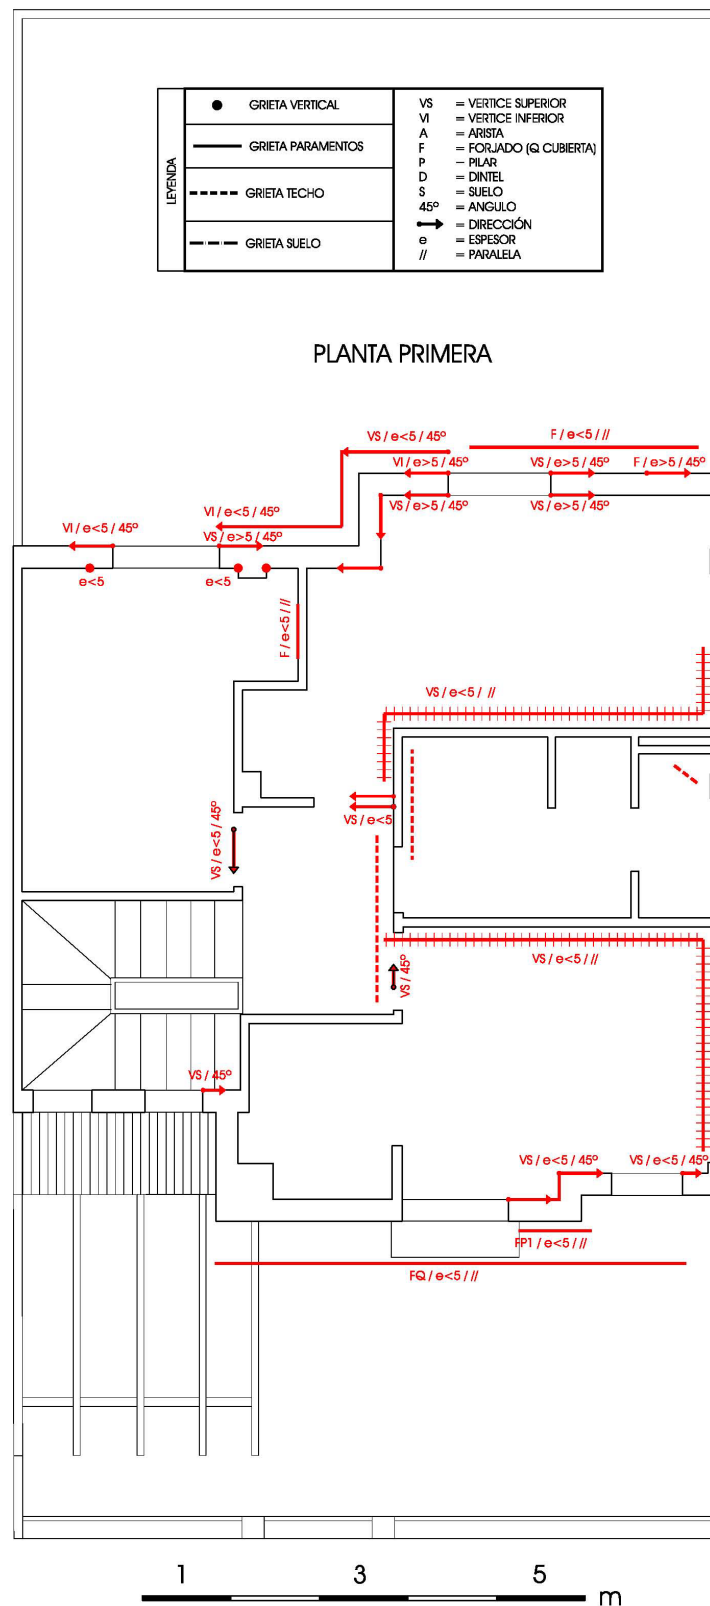 LEYENDA
GRIETA VERTICAL
GRIETA PARAMENTOS
GRIETA TECHO
GRIETA SUELO
VS = VERTICE SUPERIOR
VI = VERTICE INFERIOR
A = ARISTA
F = FORJADO (Q CUBIERTA)
P – PILAR
D = DINTEL
S = SUELO
45º = ANGULO
= DIRECCIÓN
e = ESPESOR
// = PARALELA
PLANTA PRIMERA
VS / e<5 / 45º
F / e<5 / //
VI / e>5 / 45º
VS / e>5 / 45º
F / e>5 / 45º
VS / e>5 / 45º
VS / e>5 / 45º
VI / e<5 / 45º
VI / e<5 / 45º
VS / e>5 / 45º
e<5
e<5
F / e<5 / //
VS / e<5 / //
VS / e<5
VS / e<5 / 45º
VS / e<5 / //
VS / 45º
VS / 45º
VS / e<5 / 45º
VS / e<5 / 45º
FP1 / e<5 / //
FQ / e<5 / //
1 3 5
m